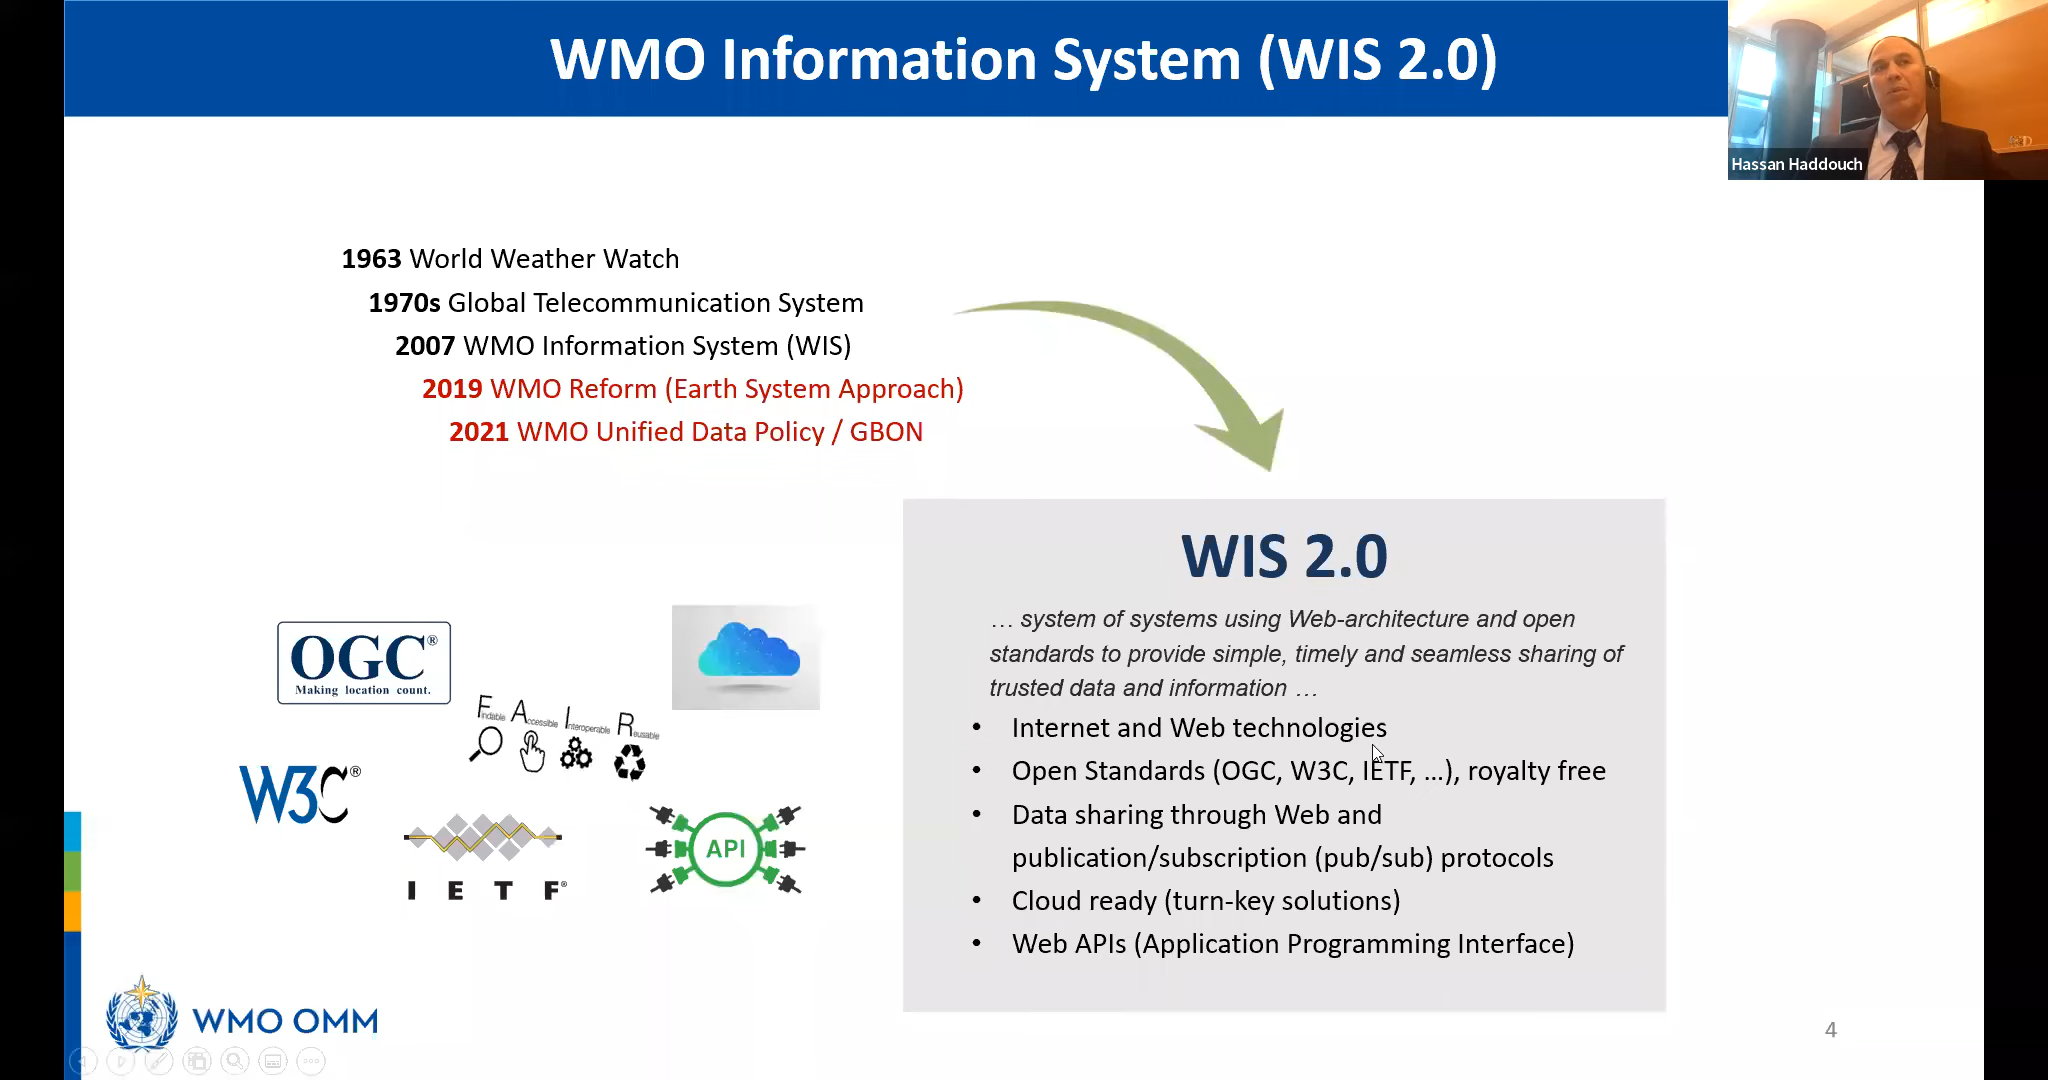 WMO Information System (WIS 2.0)
Hassan Haddouch
1963 World Weather Watch
1970s Global Telecommunication System
2007 WMO Information System (WIS)
2019 WMO Reform (Earth System Approach)
2021 WMO Unified Data Policy / GBON
WIS 2.0
… system of systems using Web-architecture and open
standards to provide simple, timely and seamless sharing of
trusted data and information …
• Internet and Web technologies
• Open Standards (OGC, W3C, IETF, …), royalty free
• Data sharing through Web and
publication/subscription (pub/sub) protocols
• Cloud ready (turn-key solutions)
• Web APIs (Application Programming Interface)
OGC®
Making location count.
Findable Accessible Interoperable Reusable
W3C®
IETF®
API
WMO OMM
4